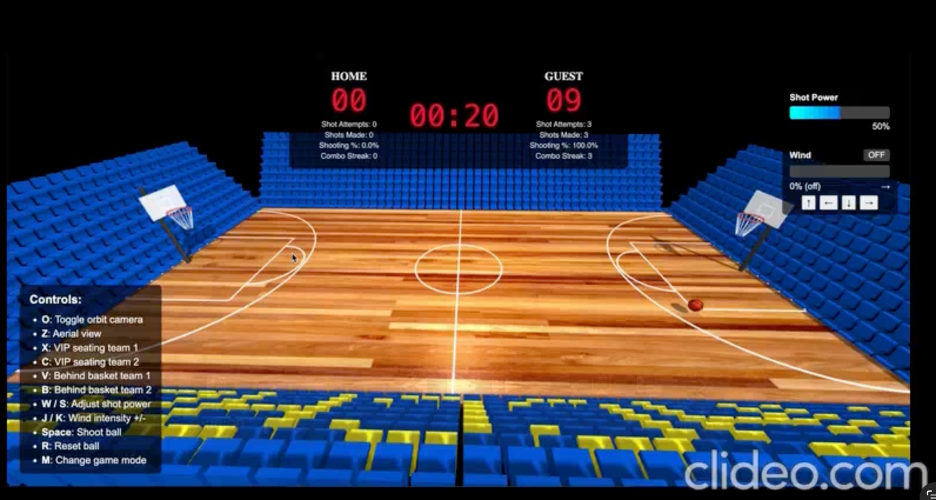 HOME
00
Shot Attempts: 0
Shots Made: 0
Shooting %: 0.0%
Combo Streak: 0
00:20
GUEST
09
Shot Attempts: 3
Shots Made: 3
Shooting %: 100.0%
Combo Streak: 3
Shot Power
50%
Wind OFF
0% (off) →
↑ ← ↓ →
Controls:
• O: Toggle orbit camera
• Z: Aerial view
• X: VIP seating team 1
• C: VIP seating team 2
• V: Behind basket team 1
• B: Behind basket team 2
• W / S: Adjust shot power
• J / K: Wind intensity +/-
• Space: Shoot ball
• R: Reset ball
• M: Change game mode
clideo.com